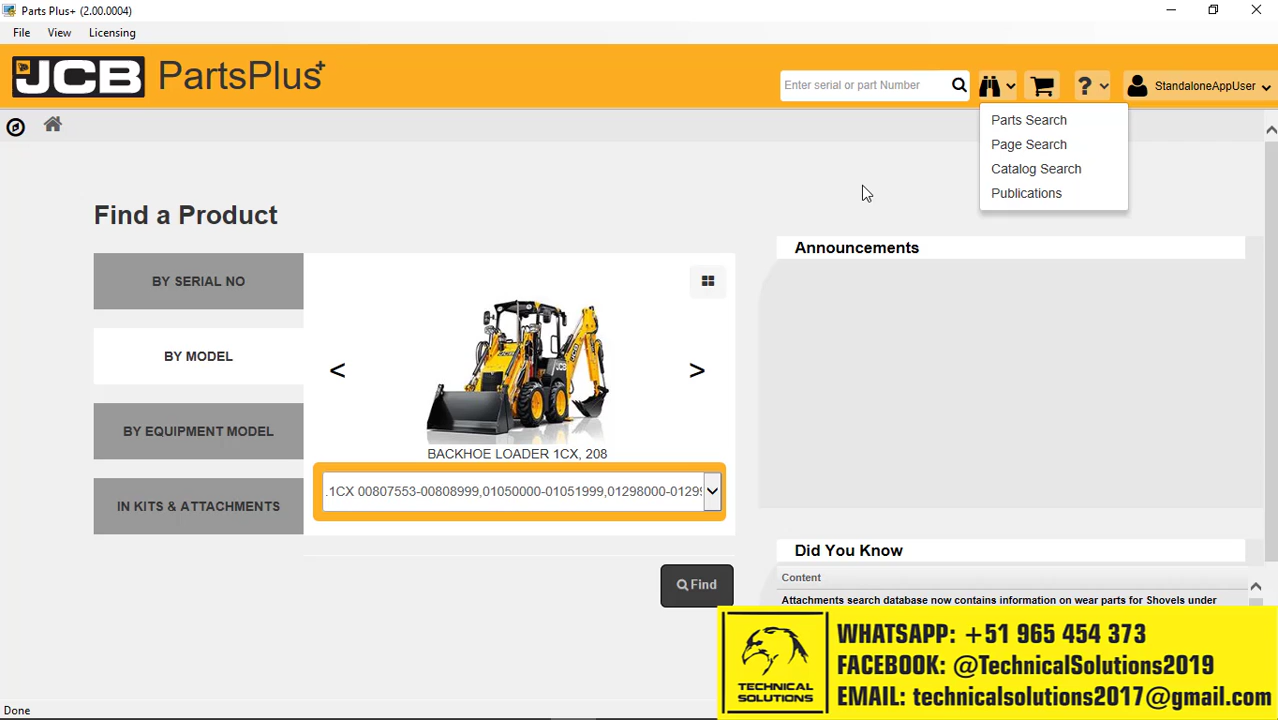 Parts Plus+ (2.00.0004)
File View Licensing
JCB PartsPlus+
Enter serial or part Number
? StandaloneAppUser
Parts Search
Page Search
Catalog Search
Publications
Find a Product
BY SERIAL NO
BY MODEL
BY EQUIPMENT MODEL
IN KITS & ATTACHMENTS
< >
BACKHOE LOADER 1CX, 208
.1CX 00807553-00808999,01050000-01051999,01298000-0129
Find
Announcements
Did You Know
Content
Attachments search database now contains information on wear parts for Shovels under
TECHNICAL
SOLUTIONS
WHATSAPP: +51 965 454 373
FACEBOOK: @TechnicalSolutions2019
EMAIL: technicalsolutions2017@gmail.com
Done